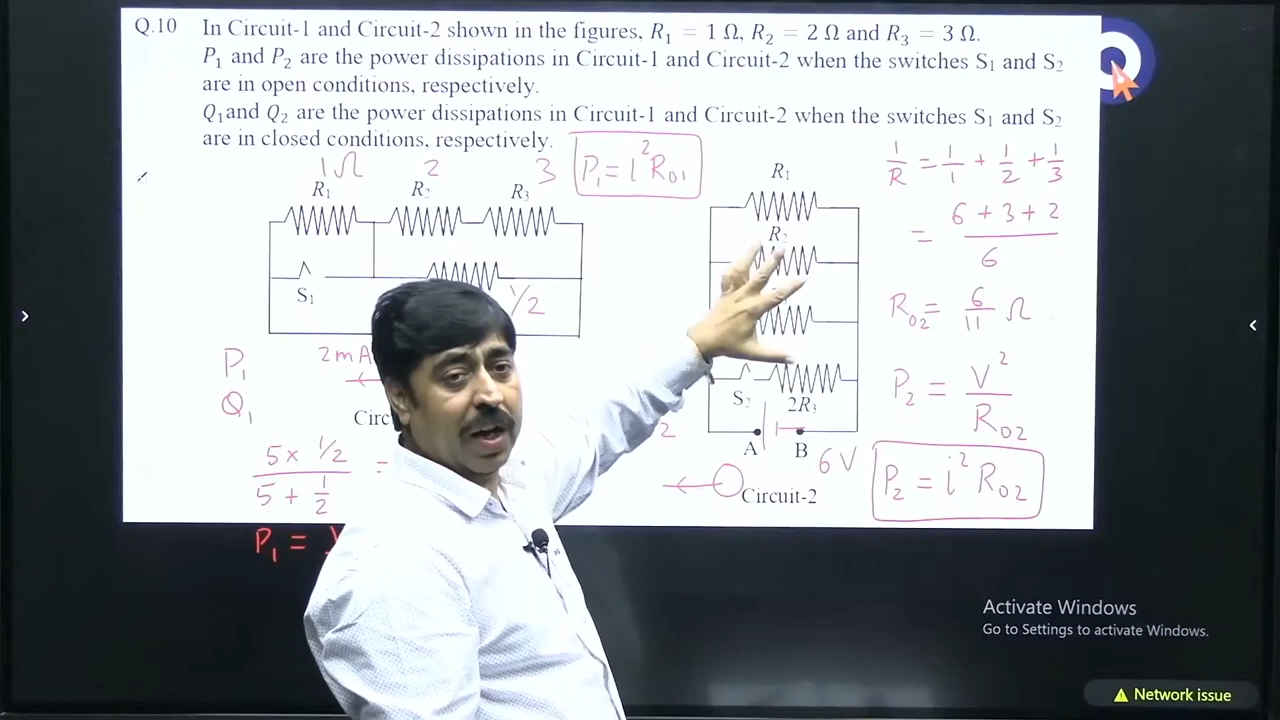 Q.10 In Circuit-1 and Circuit-2 shown in the figures, R₁ = 1 Ω, R₂ = 2 Ω and R₃ = 3 Ω.
P₁ and P₂ are the power dissipations in Circuit-1 and Circuit-2 when the switches S₁ and S₂
are in open conditions, respectively.
Q₁and Q₂ are the power dissipations in Circuit-1 and Circuit-2 when the switches S₁ and S₂
are in closed conditions, respectively.
1Ω 2 3
R₁ R₂ R₃
S₁
1/2
P₁ = i²R₀₁
2mA
P₁
Q₁
5 x 1/2
5 + 1/2
=
P₁ =
Circ
R₁
R₂
S₂ 2R₃
A B
6V
2
Circuit-2
1/R = 1/1 + 1/2 + 1/3
= 6 + 3 + 2 / 6
R₀₂ = 6/11 Ω
P₂ = V²/R₀₂
P₂ = i²R₀₂
Activate Windows
Go to Settings to activate Windows.
Network issue